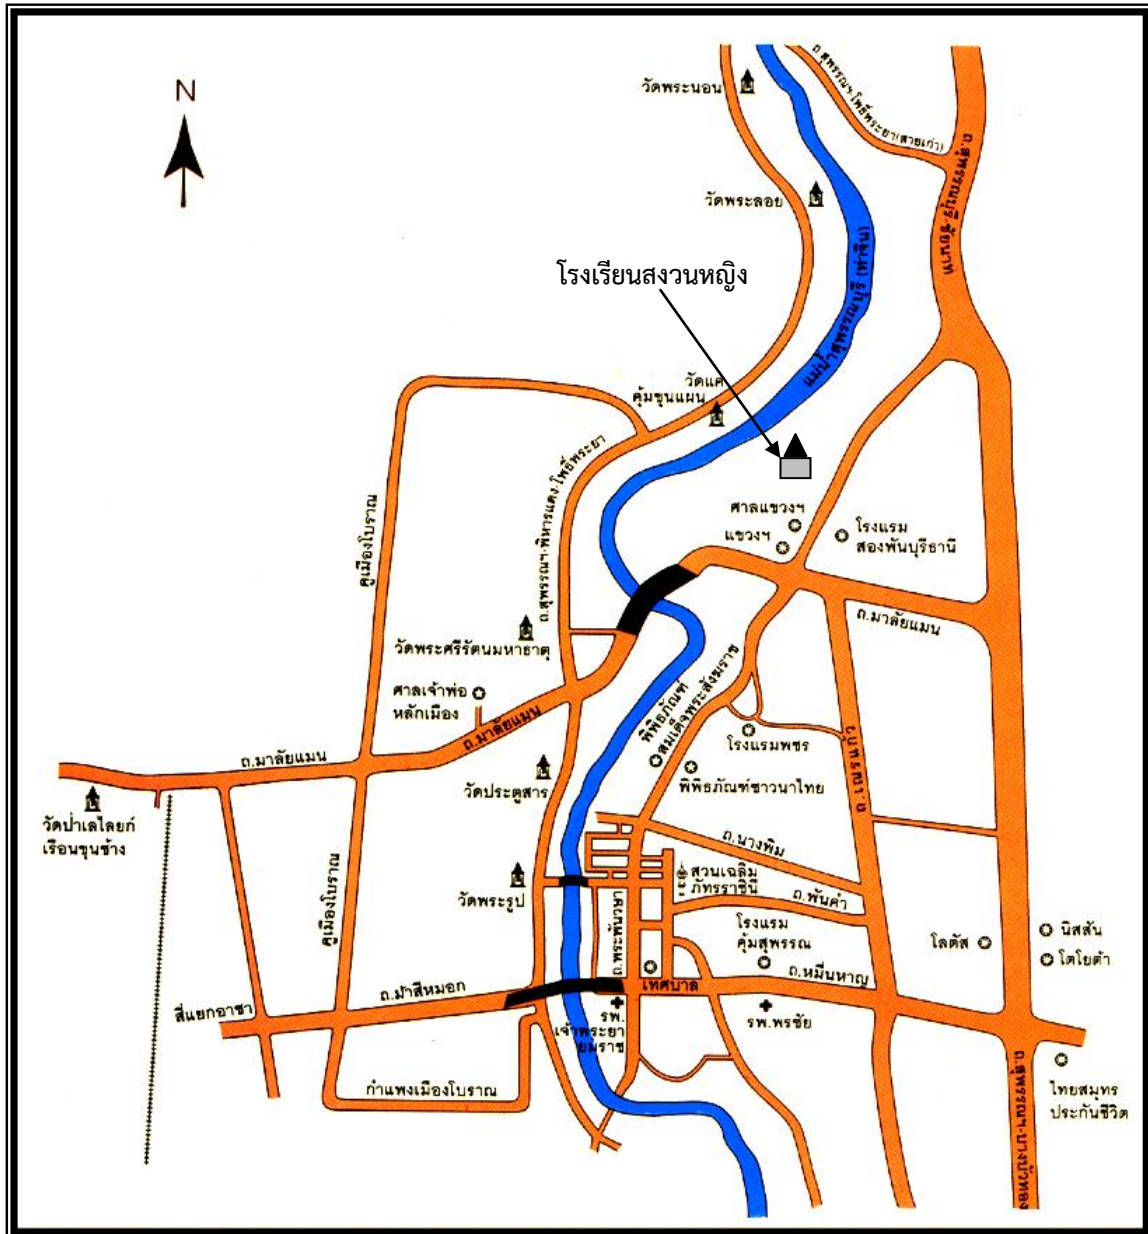 N
วัดพระนอน
ถ.สุพรรณฯ-โพธิ์พระยา(สายเก่า)
ถ.สุพรรณบุรี-ชัยนาท
วัดพระลอย
แม่น้ำสุพรรณบุรี (ท่าจีน)
โรงเรียนสงวนหญิง
วัดแค
คุ้มขุนแผน
ถ.สุพรรณฯ-พิหารแดง-โพธิ์พระยา
คูเมืองโบราณ
ศาลแขวงฯ
แขวงฯ
โรงแรม
สองพันบุรีธานี
ถ.มาลัยแมน
วัดพระศรีรัตนมหาธาตุ
ศาลเจ้าพ่อ
หลักเมือง
ถ.มาลัยแมน
ถ.มาลัยแมน
พิพิธภัณฑ์
สมเด็จพระสังฆราช
โรงแรมพชร
พิพิธภัณฑ์ชาวนาไทย
ถ.เณรแก้ว
วัดประตูสาร
วัดป่าเลไลยก์
เรือนขุนช้าง
คูเมืองโบราณ
ถ.นางพิม
สวนเฉลิม
ภัทรราชินี
วัดพระรูป
ถ.พันคำ
ถ.พระพันวษา
โรงแรม
คุ้มสุพรรณ
โลตัส
นิสสัน
โตโยต้า
ถ.หมื่นหาญ
เทศบาล
ถ.ม้าสีหมอก
สี่แยกอาชา
รพ.
เจ้าพระยา
ยมราช
รพ.พรชัย
กำแพงเมืองโบราณ
ไทยสมุทร
ประกันชีวิต
ถ.สุพรรณฯ-บางบัวทอง